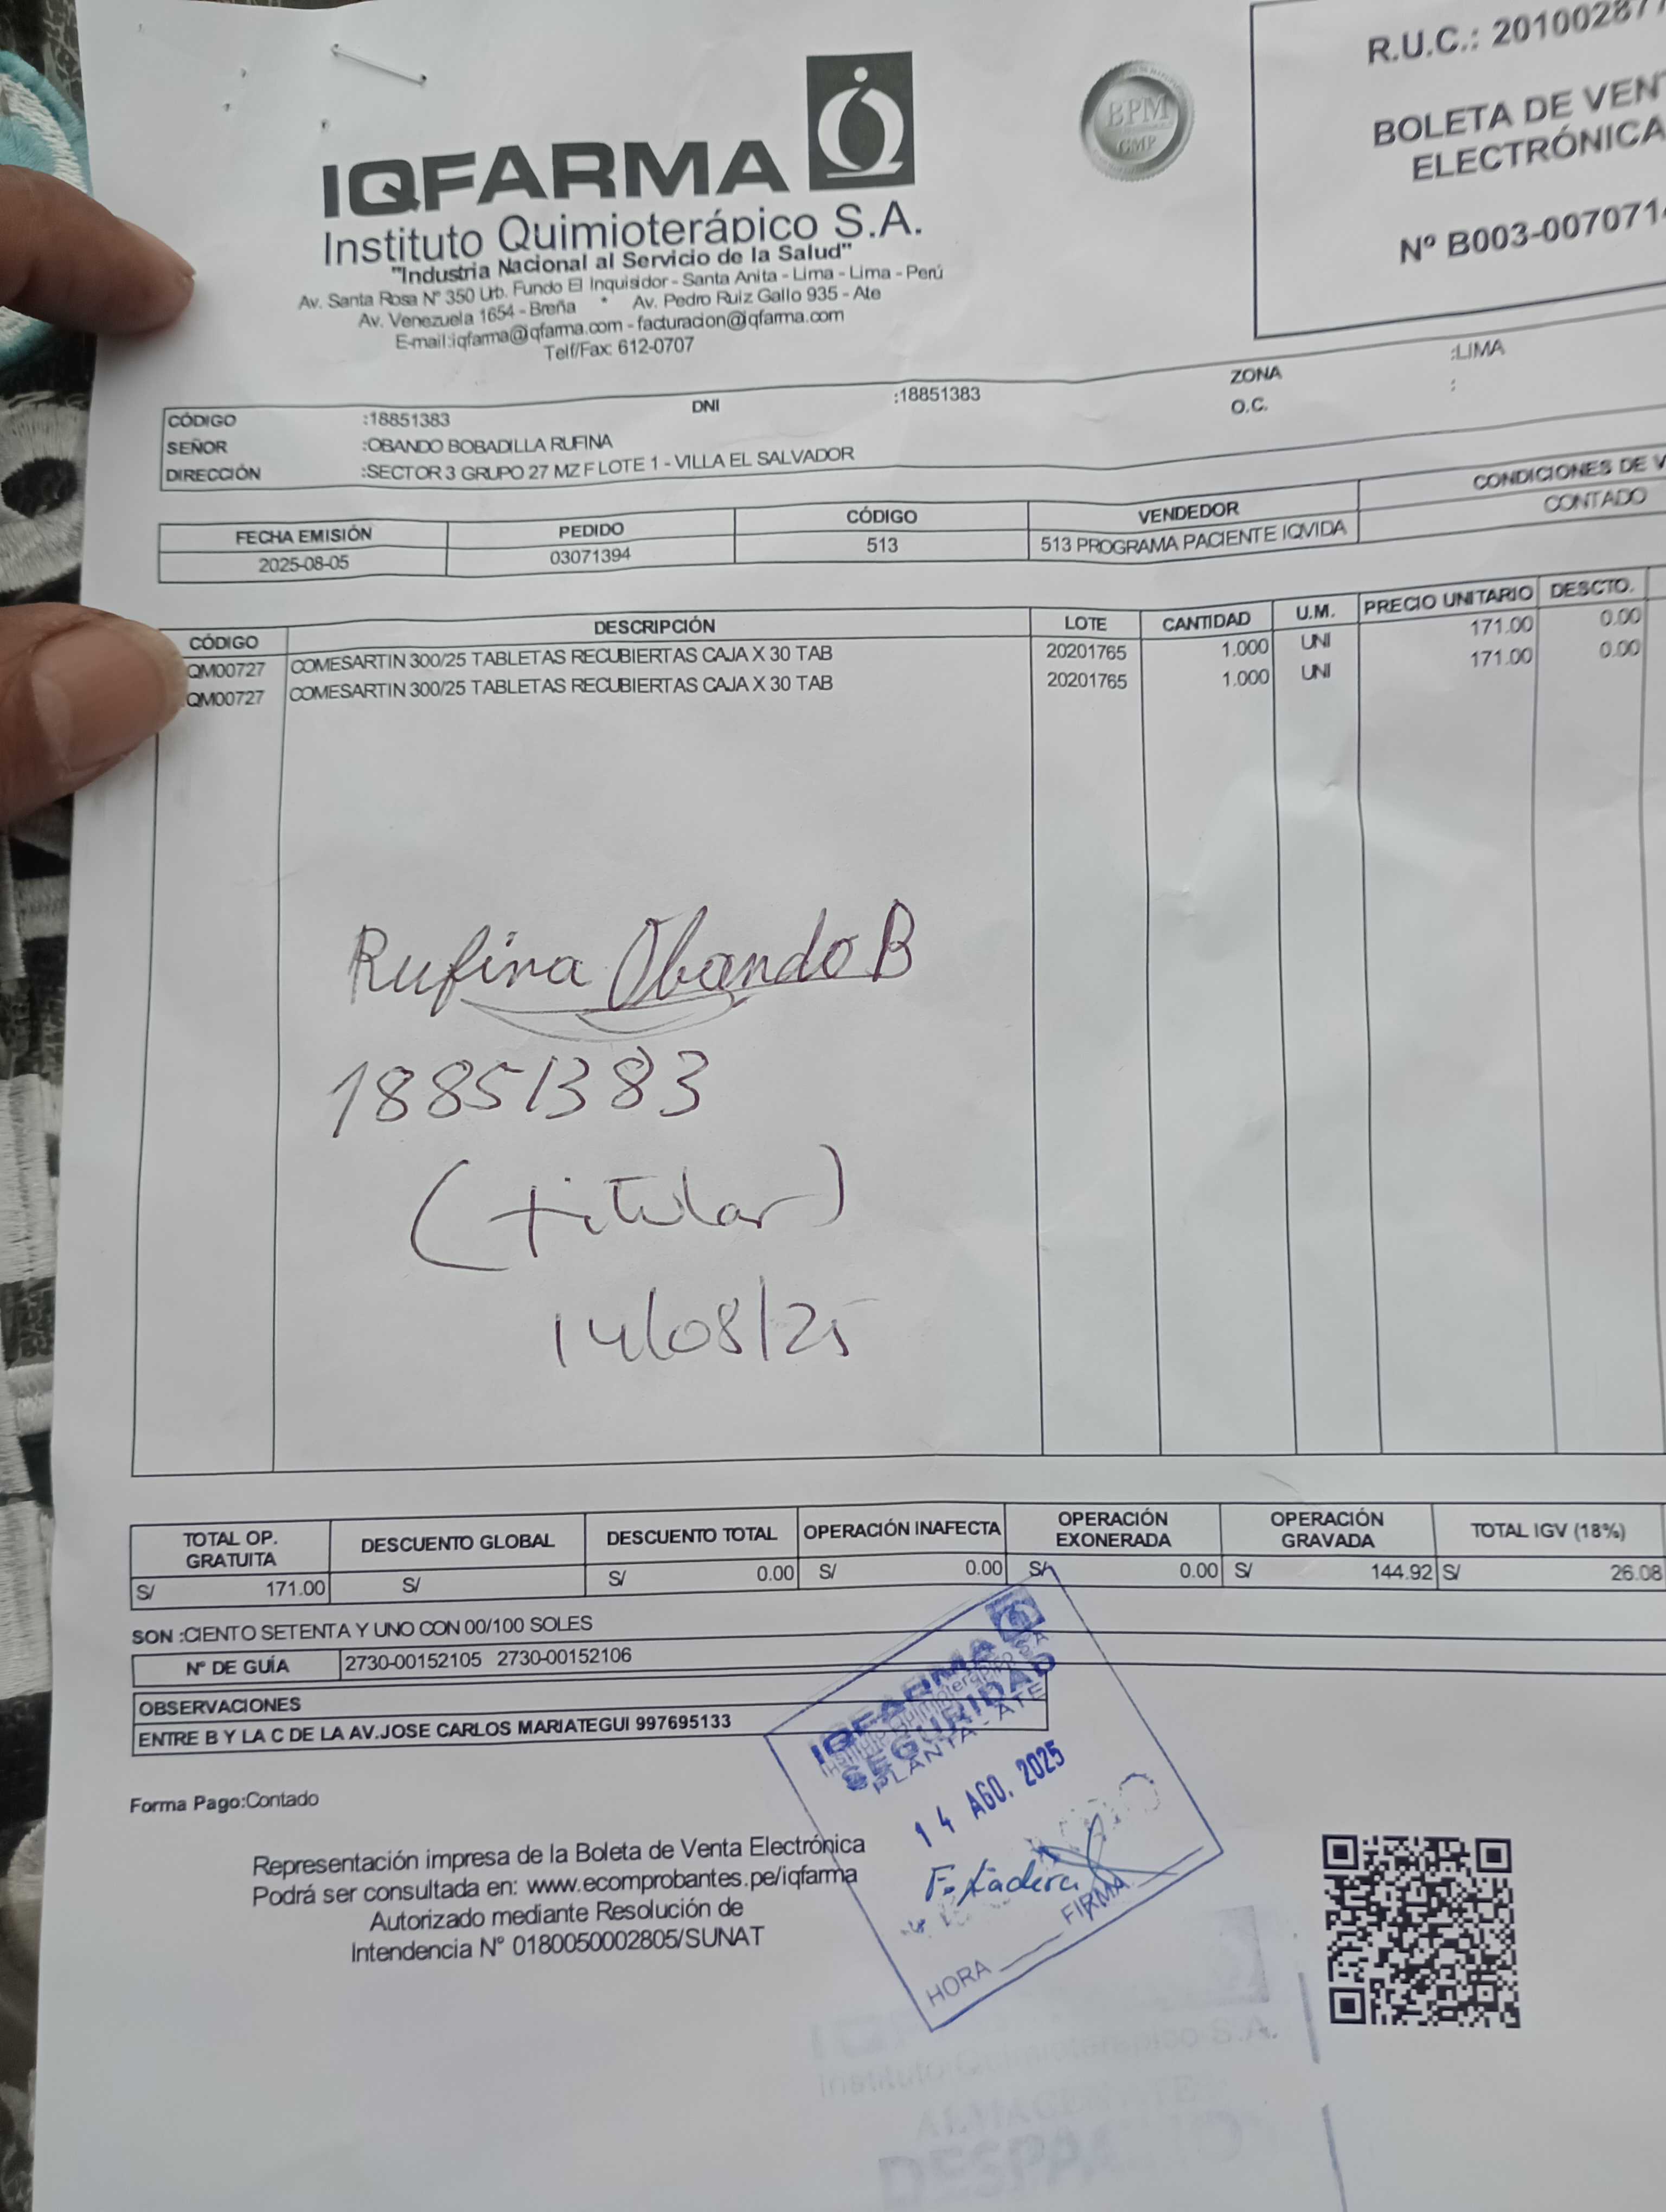 IQFARMA
Instituto Quimioterápico S.A.
"Industria Nacional al Servicio de la Salud"
Av. Santa Rosa Nº 350 Urb. Fundo El Inquisidor - Santa Anita - Lima - Lima - Perú
Av. Venezuela 1654 - Breña * Av. Pedro Ruiz Gallo 935 - Ate
E-mail:iqfarma@iqfarma.com - facturacion@iqfarma.com
Telf/Fax: 612-0707
BPM
GMP
R.U.C.: 20100287
BOLETA DE VEN
ELECTRÓNICA
Nº B003-007071
CÓDIGO :18851383 DNI :18851383 ZONA :LIMA
SEÑOR :OBANDO BOBADILLA RUFINA O.C. :
DIRECCIÓN :SECTOR 3 GRUPO 27 MZ F LOTE 1 - VILLA EL SALVADOR
FECHA EMISIÓN PEDIDO CÓDIGO VENDEDOR CONDICIONES DE V
2025-08-05 03071394 513 513 PROGRAMA PACIENTE IQVIDA CONTADO
CÓDIGO DESCRIPCIÓN LOTE CANTIDAD U.M. PRECIO UNITARIO DESCTO.
QM00727 COMESARTIN 300/25 TABLETAS RECUBIERTAS CAJA X 30 TAB 20201765 1.000 UNI 171.00 0.00
QM00727 COMESARTIN 300/25 TABLETAS RECUBIERTAS CAJA X 30 TAB 20201765 1.000 UNI 171.00 0.00
Rufina Obando B
18851383
(titular)
14/08/25
TOTAL OP. GRATUITA DESCUENTO GLOBAL DESCUENTO TOTAL OPERACIÓN INAFECTA OPERACIÓN EXONERADA OPERACIÓN GRAVADA TOTAL IGV (18%)
S/ 171.00 S/ S/ 0.00 S/ 0.00 S/ 0.00 S/ 144.92 S/ 26.08
SON :CIENTO SETENTA Y UNO CON 00/100 SOLES
Nº DE GUÍA 2730-00152105 2730-00152106
OBSERVACIONES
ENTRE B Y LA C DE LA AV.JOSE CARLOS MARIATEGUI 997695133
Forma Pago:Contado
Representación impresa de la Boleta de Venta Electrónica
Podrá ser consultada en: www.ecomprobantes.pe/iqfarma
Autorizado mediante Resolución de
Intendencia N° 0180050002805/SUNAT
IQFARMA
Instituto Quimioterápico
SEGURIDAD
PLANTA - ATE
14 AGO. 2025
HORA FIRMA